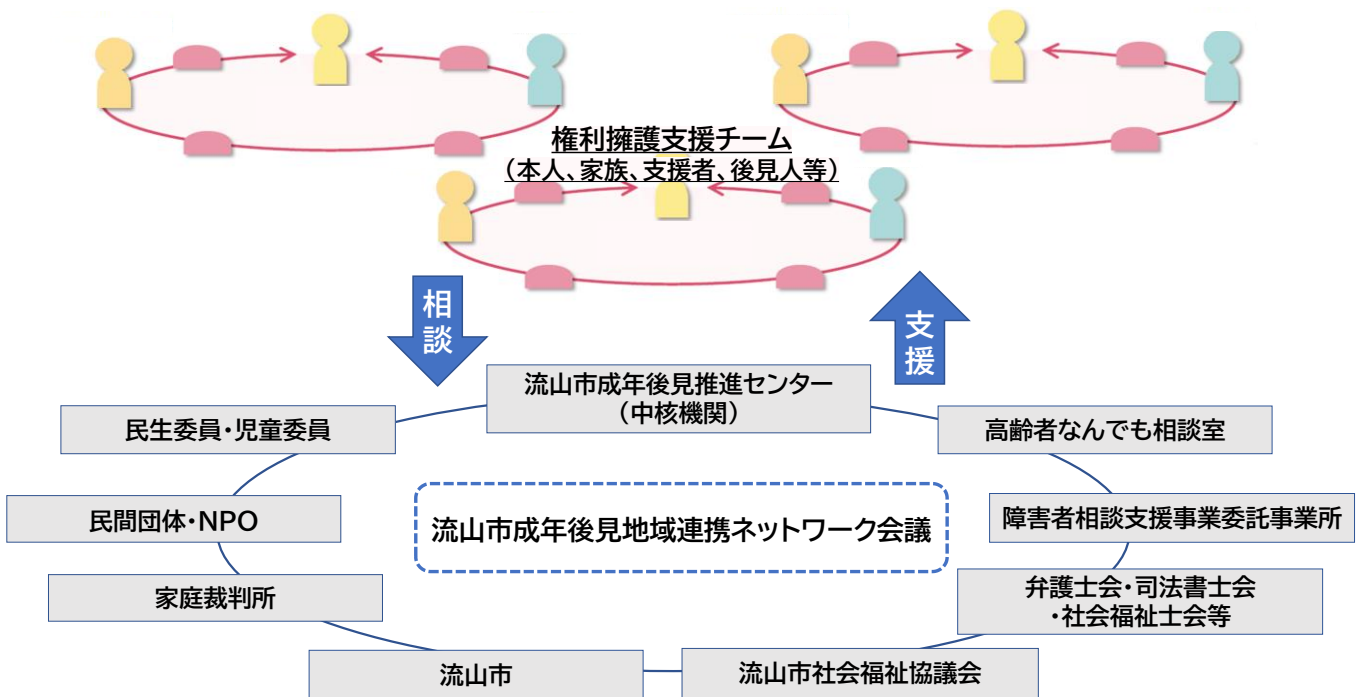 権利擁護支援チーム
（本人、家族、支援者、後見人等）
相談
支援
流山市成年後見推進センター
（中核機関）
民生委員・児童委員
高齢者なんでも相談室
民間団体・NPO
流山市成年後見地域連携ネットワーク会議
障害者相談支援事業委託事業所
家庭裁判所
弁護士会・司法書士会
・社会福祉士会等
流山市
流山市社会福祉協議会